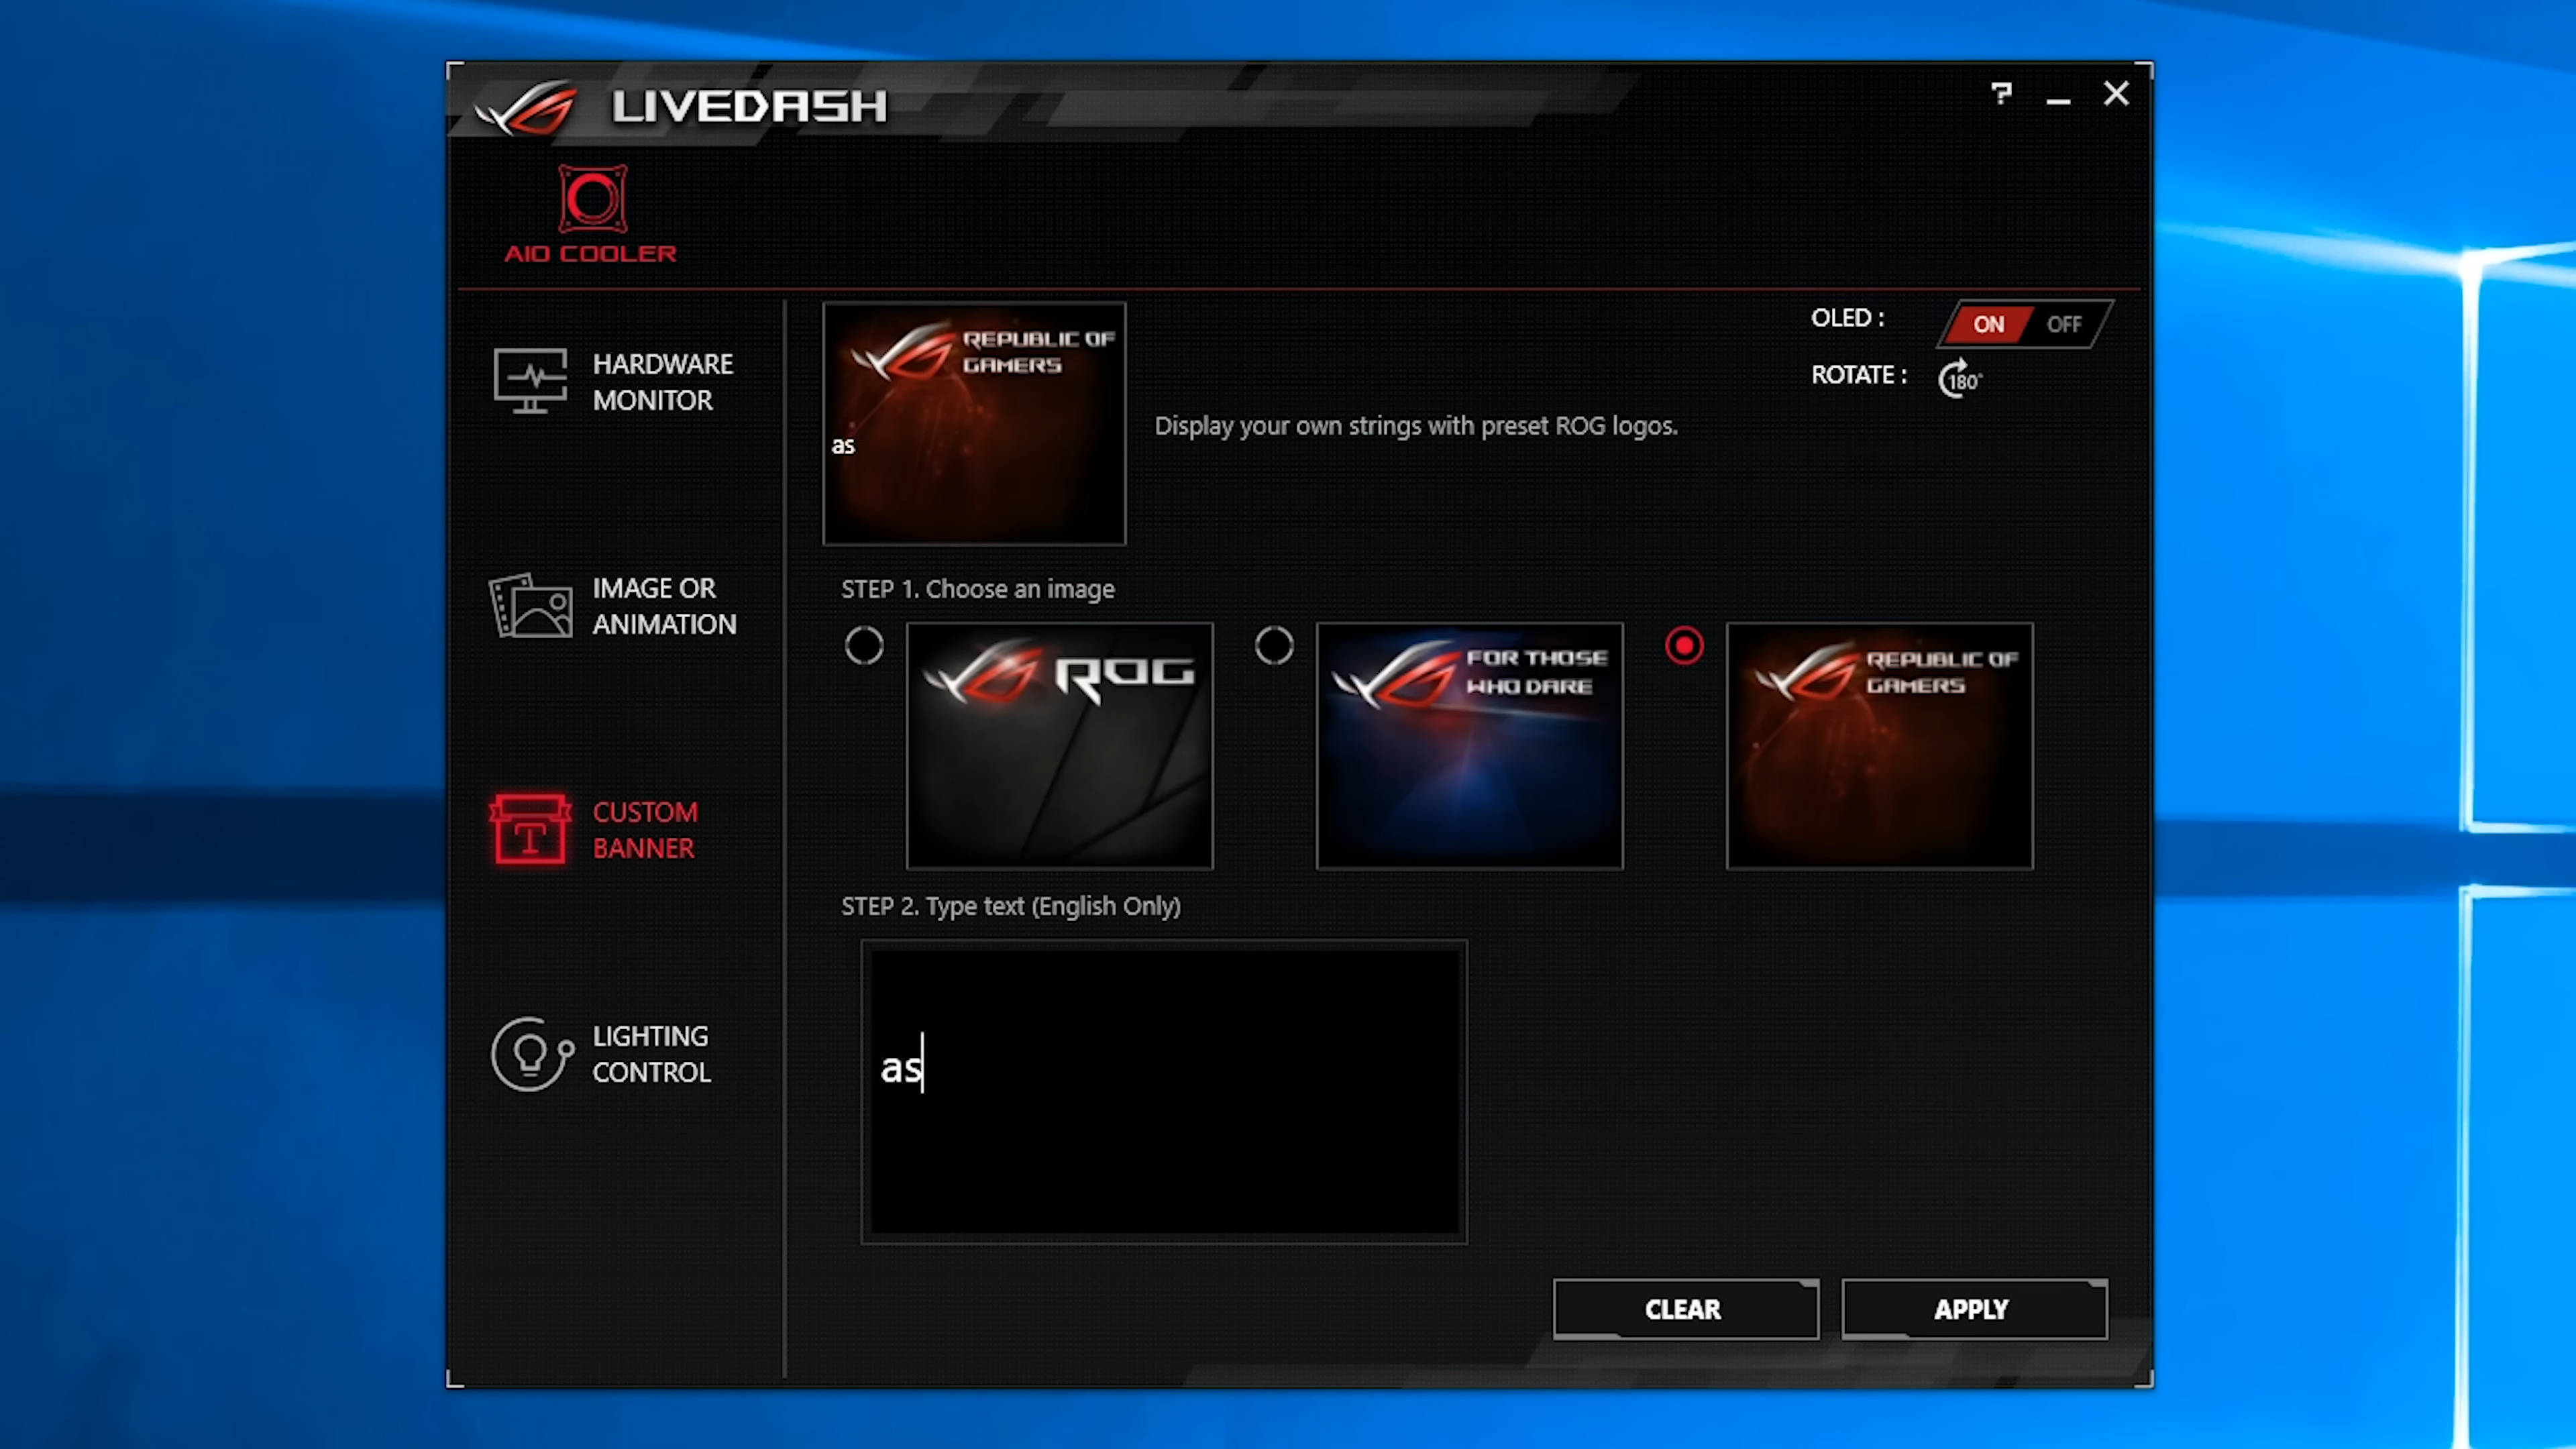 LIVEDASH
?
AIO COOLER
HARDWARE
MONITOR
IMAGE OR
ANIMATION
CUSTOM
BANNER
LIGHTING
CONTROL
REPUBLIC OF
GAMERS
as
Display your own strings with preset ROG logos.
OLED :
ON OFF
ROTATE :
180°
STEP 1. Choose an image
ROG
FOR THOSE
WHO DARE
REPUBLIC OF
GAMERS
STEP 2. Type text (English Only)
T
as
CLEAR
APPLY